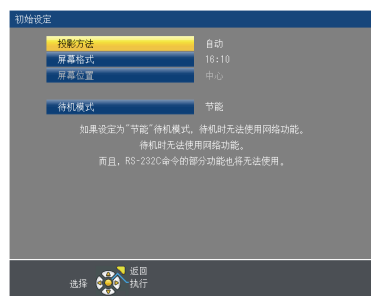 初始设定
投影方法 自动
屏幕格式 16:10
屏幕位置 中心
待机模式 节能
如果设定为"节能"待机模式，待机时无法使用网络功能。
待机时无法使用网络功能。
而且，RS-232C命令的部分功能也将无法使用。
返回
选择 执行